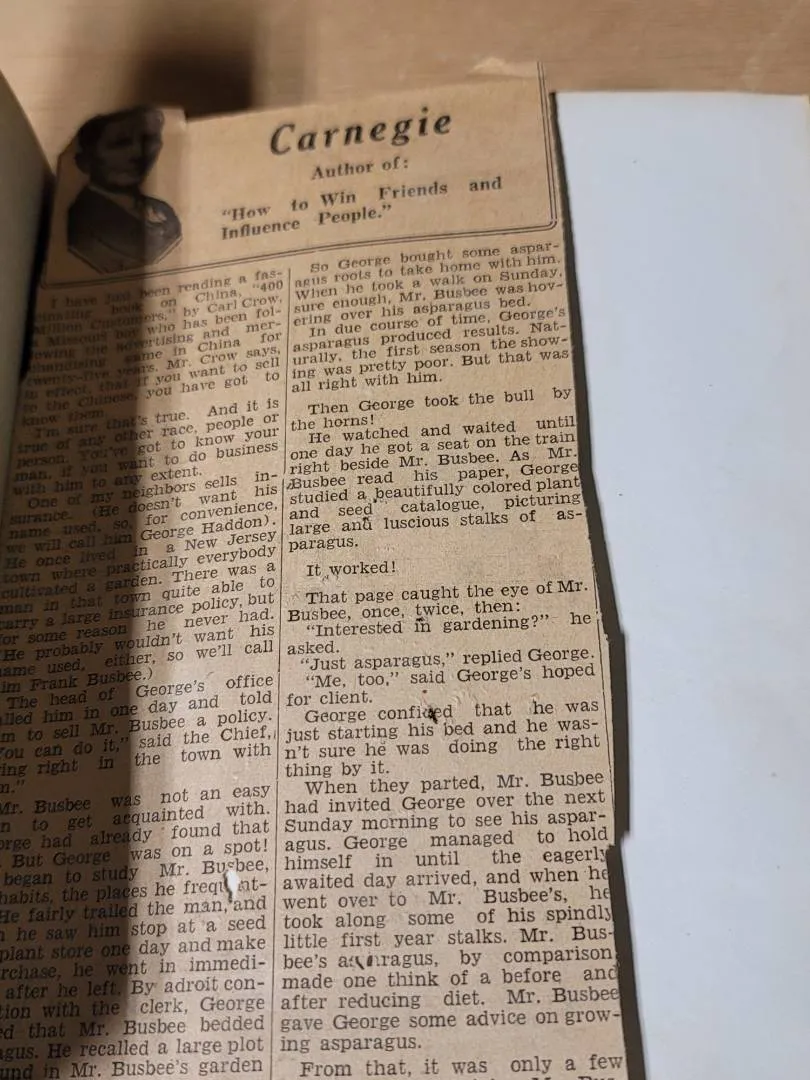 Carnegie
Author of:
"How to Win Friends and
Influence People."
I have just been reading a fas-
cinating book on China, "400
Million Customers," by Carl Crow,
a Missouri boy who has been fol-
lowing the advertising and mer-
chandising game in China for
twenty-five years. Mr. Crow says,
in effect, that if you want to sell
to the Chinese, you have got to
know them.
I'm sure that's true. And it is
true of any other race, people or
person. You've got to know your
man, if you want to do business
with him to any extent.
One of my neighbors sells in-
surance. (He doesn't want his
name used, so, for convenience,
we will call him George Haddon).
He once lived in a New Jersey
town where practically everybody
cultivated a garden. There was a
man in that town quite able to
carry a large insurance policy, but
for some reason he never had.
(He probably wouldn't want his
name used, either, so we'll call
him Frank Busbee.)
The head of George's office
lled him in one day and told
m to sell Mr. Busbee a policy.
You can do it," said the Chief,
ing right in the town with
m."
Mr. Busbee was not an easy
n to get acquainted with.
orge had already found that
. But George was on a spot!
began to study Mr. Busbee,
habits, the places he frequ nt-
He fairly trailed the man, and
n he saw him stop at a seed
plant store one day and make
rchase, he went in immedi-
after he left. By adroit con-
tion with the clerk, George
ed that Mr. Busbee bedded
agus. He recalled a large plot
und in Mr. Busbee's garden
So George bought some aspar-
agus roots to take home with him.
When he took a walk on Sunday,
sure enough, Mr. Busbee was hov-
ering over his asparagus bed.
In due course of time, George's
asparagus produced results. Nat-
urally, the first season the show-
ing was pretty poor. But that was
all right with him.
Then George took the bull by
the horns!
He watched and waited until
one day he got a seat on the train
right beside Mr. Busbee. As Mr.
Busbee read his paper, George
studied a beautifully colored plant
and seed catalogue, picturing
large and luscious stalks of as-
paragus.
It worked!
That page caught the eye of Mr.
Busbee, once, twice, then:
"Interested in gardening?" he
asked.
"Just asparagus," replied George.
"Me, too," said George's hoped
for client.
George confided that he was
just starting his bed and he was-
n't sure he was doing the right
thing by it.
When they parted, Mr. Busbee
had invited George over the next
Sunday morning to see his aspar-
agus. George managed to hold
himself in until the eagerly
awaited day arrived, and when he
went over to Mr. Busbee's, he
took along some of his spindly
little first year stalks. Mr. Bus-
bee's asparagus, by comparison,
made one think of a before and
after reducing diet. Mr. Busbee
gave George some advice on grow-
ing asparagus.
From that, it was only a few